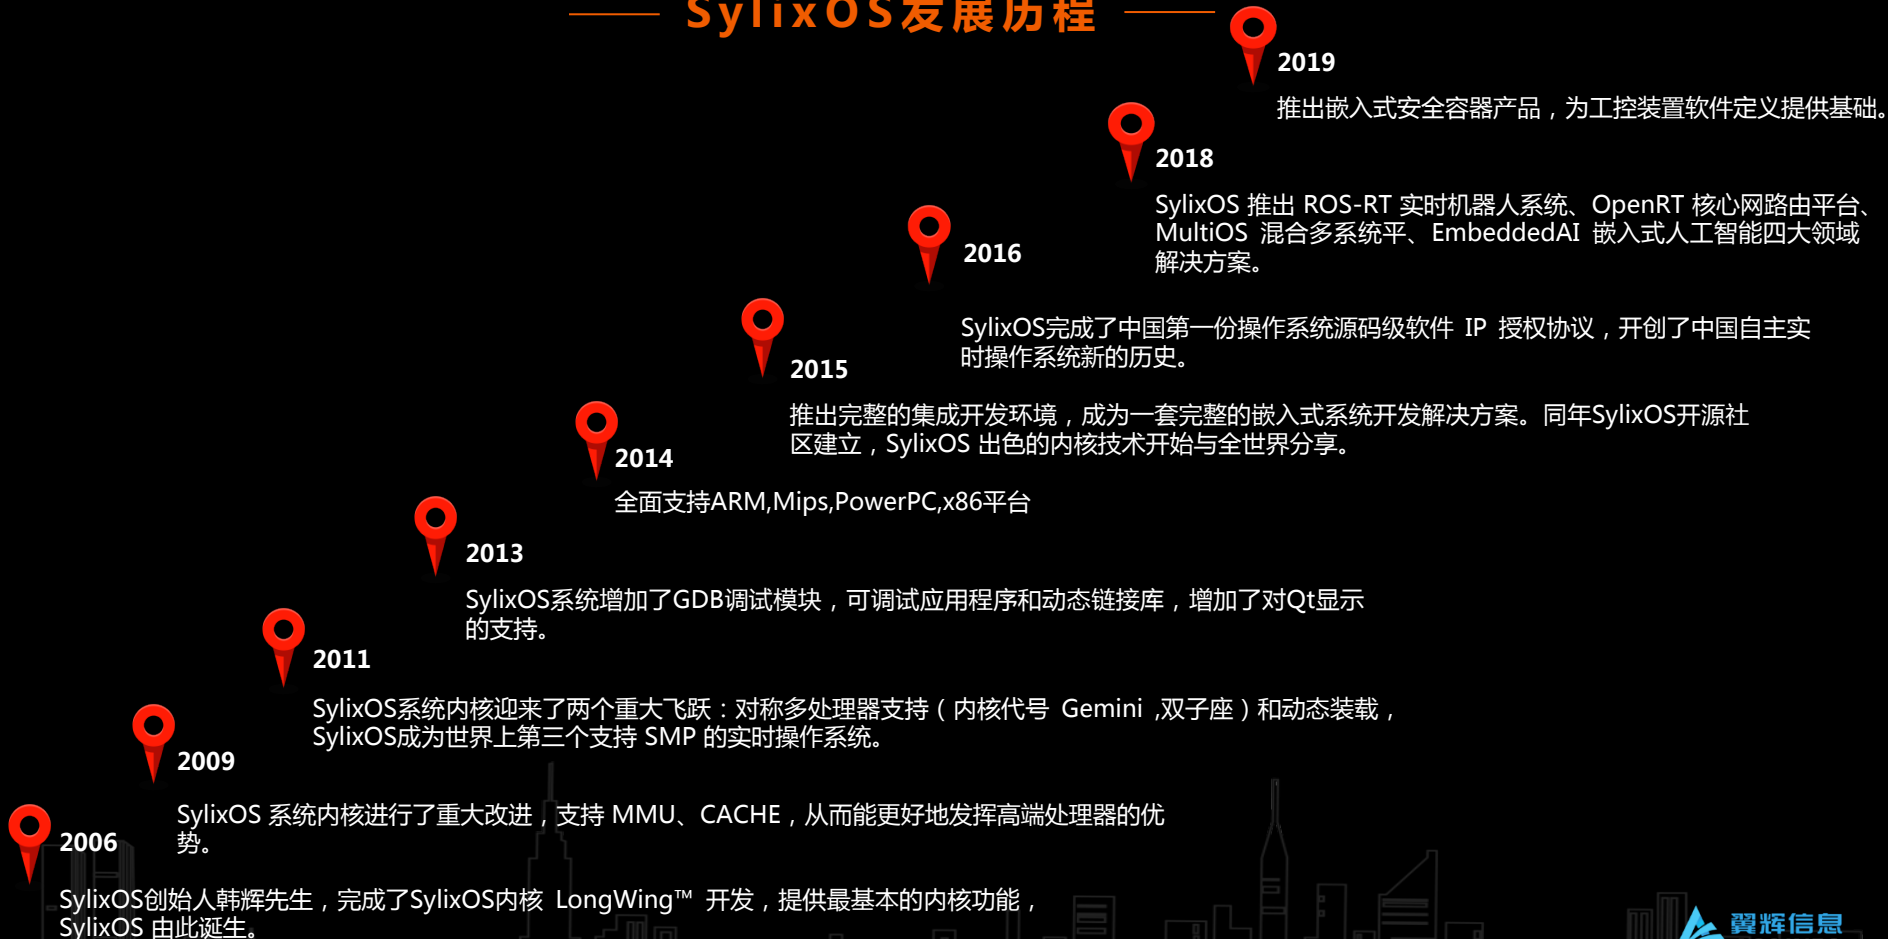 SylixOS发展历程
2019
推出嵌入式安全容器产品，为工控装置软件定义提供基础。
2018
SylixOS 推出 ROS-RT 实时机器人系统、OpenRT 核心网路由平台、
MultiOS 混合多系统平、EmbeddedAI 嵌入式人工智能四大领域
解决方案。
2016
SylixOS完成了中国第一份操作系统源码级软件 IP 授权协议，开创了中国自主实
时操作系统新的历史。
2015
推出完整的集成开发环境，成为一套完整的嵌入式系统开发解决方案。同年SylixOS开源社
区建立，SylixOS 出色的内核技术开始与全世界分享。
2014
全面支持ARM,Mips,PowerPC,x86平台
2013
SylixOS系统增加了GDB调试模块，可调试应用程序和动态链接库，增加了对Qt显示
的支持。
2011
SylixOS系统内核迎来了两个重大飞跃：对称多处理器支持（内核代号 Gemini ,双子座）和动态装载，
SylixOS成为世界上第三个支持 SMP 的实时操作系统。
2009
SylixOS 系统内核进行了重大改进，支持 MMU、CACHE，从而能更好地发挥高端处理器的优
势。
2006
SylixOS创始人韩辉先生，完成了SylixOS内核 LongWing™ 开发，提供最基本的内核功能，
SylixOS 由此诞生。
翼辉信息